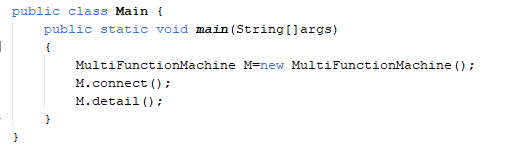 public class Main {
public static void main(String[]args)
{
MultiFunctionMachine M=new MultiFunctionMachine();
M.connect();
M.detail();
}
}